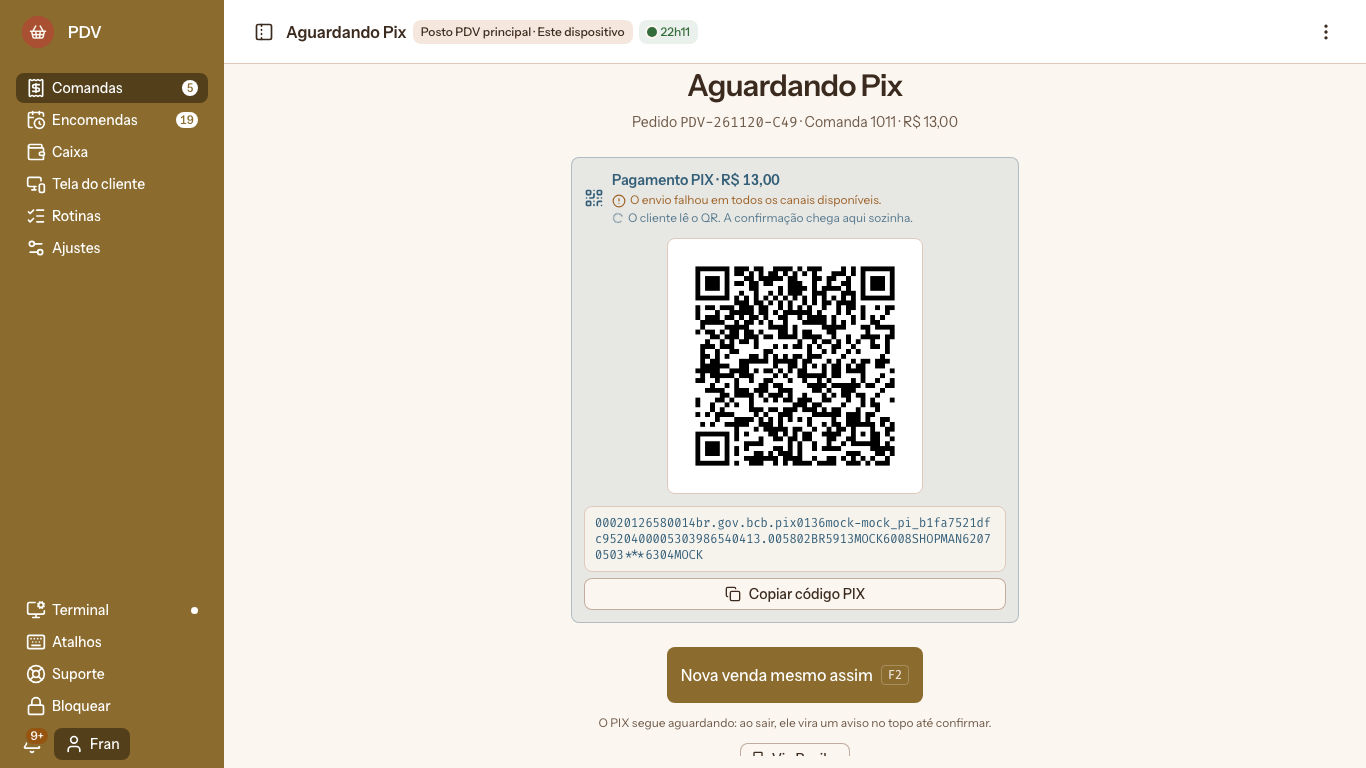 PDV
Aguardando Pix
Posto PDV principal · Este dispositivo
22h11
Comandas
5
Encomendas
19
Caixa
Tela do cliente
Rotinas
Ajustes
Terminal
Atalhos
Suporte
Bloquear
9+
Fran
Aguardando Pix
Pedido PDV-261120-C49 · Comanda 1011 · R$ 13,00
Pagamento PIX · R$ 13,00
O envio falhou em todos os canais disponíveis.
O cliente lê o QR. A confirmação chega aqui sozinha.
00020126580014br.gov.bcb.pix0136mock-mock_pi_b1fa7521df
c9520400005303986540413.005802BR5913MOCK6008SHOPMAN6207
0503***6304MOCK
Copiar código PIX
Nova venda mesmo assim F2
O PIX segue aguardando: ao sair, ele vira um aviso no topo até confirmar.